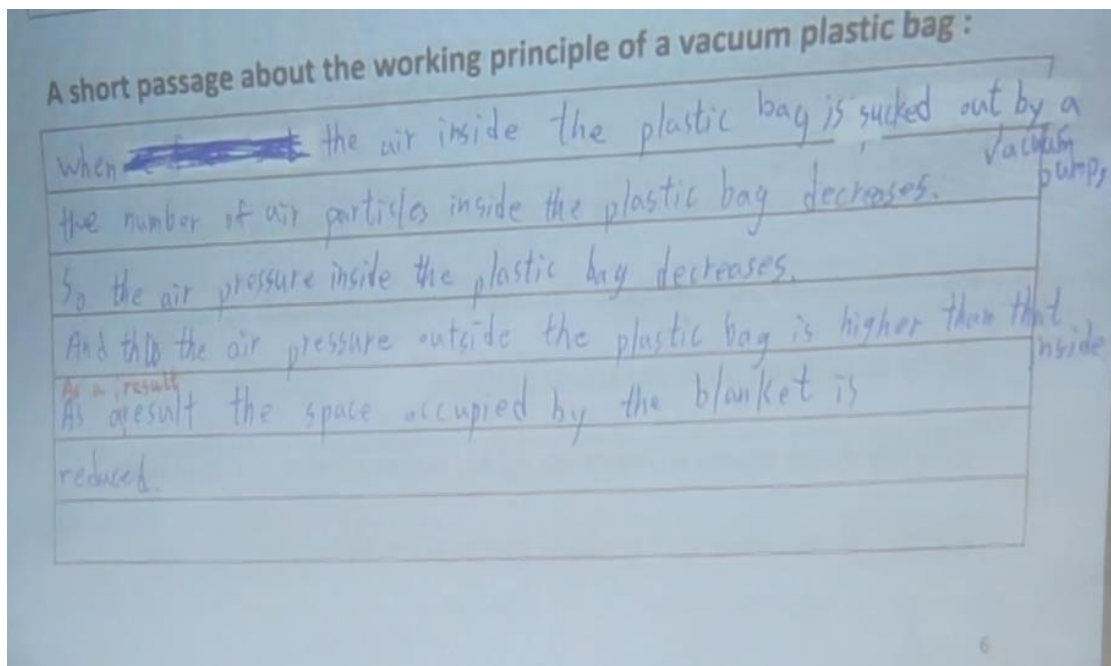 A short passage about the working principle of a vacuum plastic bag :
When the air inside the plastic bag is sucked out by a
vacuum
pump,
the number of air particles inside the plastic bag decreases.
So the air pressure inside the plastic bag decreases.
And thus the air pressure outside the plastic bag is higher than that
inside
As a result
As aresult the space occupied by the blanket is
reduced.
6